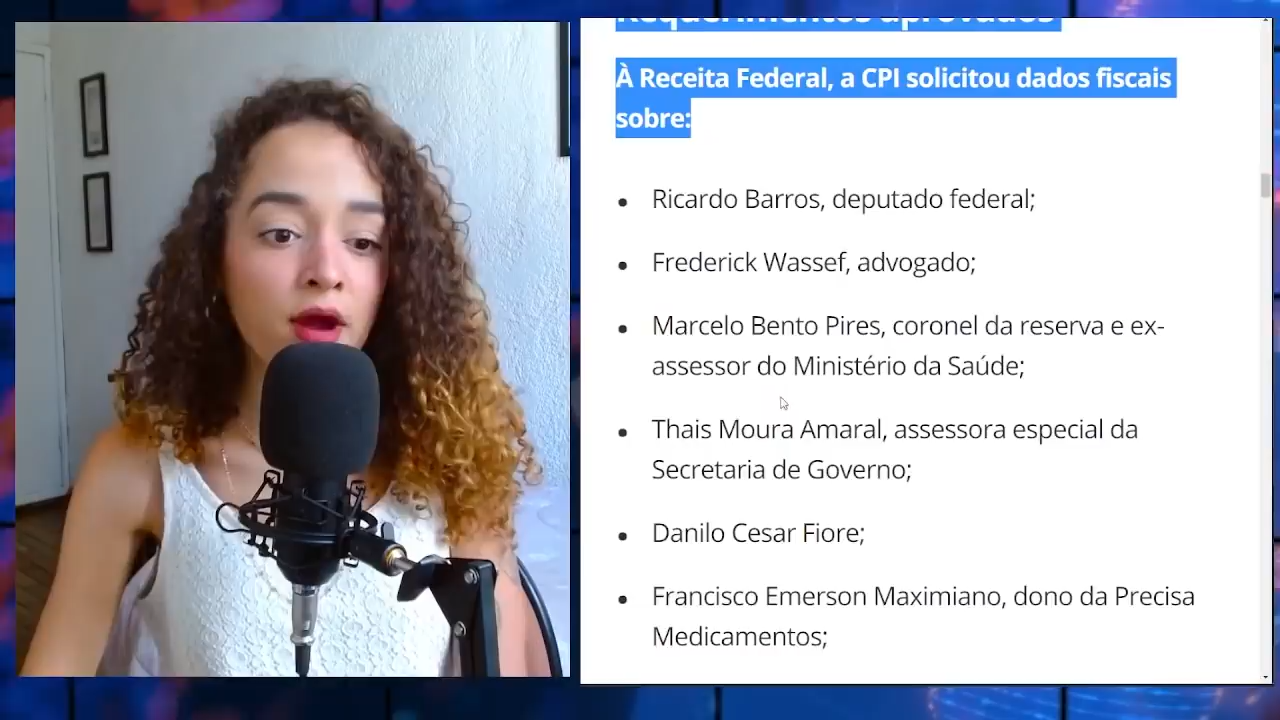 Requerimentos aprovados
À Receita Federal, a CPI solicitou dados fiscais
sobre:
Ricardo Barros, deputado federal;
Frederick Wassef, advogado;
Marcelo Bento Pires, coronel da reserva e ex-
assessor do Ministério da Saúde;
Thais Moura Amaral, assessora especial da
Secretaria de Governo;
Danilo Cesar Fiore;
Francisco Emerson Maximiano, dono da Precisa
Medicamentos;